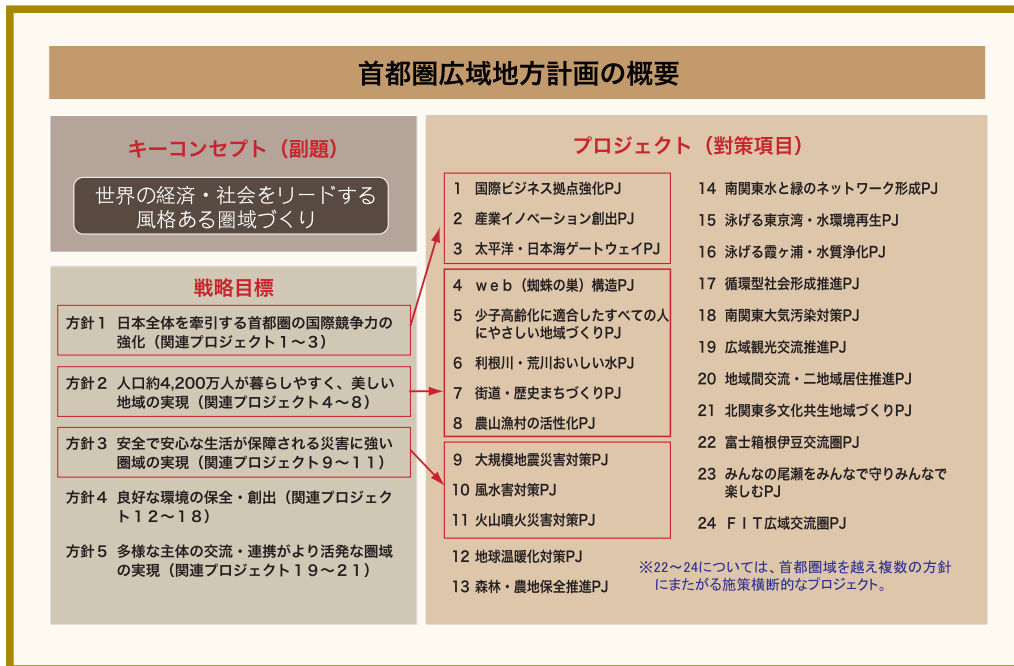 首都圏広域地方計画の概要
キーコンセプト（副題）
世界の経済・社会をリードする
風格ある圏域づくり
戦略目標
方針１ 日本全体を牽引する首都圏の国際競争力の
強化（関連プロジェクト１～３）
方針２ 人口約4,200万人が暮らしやすく、美しい
地域の実現（関連プロジェクト４～８）
方針３ 安全で安心な生活が保障される災害に強い
圏域の実現（関連プロジェクト９～１１）
方針４ 良好な環境の保全・創出（関連プロジェク
ト１２～１８）
方針５ 多様な主体の交流・連携がより活発な圏域
の実現（関連プロジェクト１９～２１）
プロジェクト（對策項目）
1 国際ビジネス拠点強化PJ
2 産業イノベーション創出PJ
3 太平洋・日本海ゲートウェイPJ
4 ｗｅｂ（蜘蛛の巣）構造PJ
5 少子高齢化に適合したすべての人
にやさしい地域づくりPJ
6 利根川・荒川おいしい水PJ
7 街道・歴史まちづくりPJ
8 農山漁村の活性化PJ
9 大規模地震災害対策PJ
10 風水害対策PJ
11 火山噴火災害対策PJ
12 地球温暖化対策PJ
13 森林・農地保全推進PJ
14 南関東水と緑のネットワーク形成PJ
15 泳げる東京湾・水環境再生PJ
16 泳げる霞ヶ浦・水質浄化PJ
17 循環型社会形成推進PJ
18 南関東大気汚染対策PJ
19 広域観光交流推進PJ
20 地域間交流・二地域居住推進PJ
21 北関東多文化共生地域づくりPJ
22 富士箱根伊豆交流圏PJ
23 みんなの尾瀬をみんなで守りみんなで
楽しむPJ
24 ＦＩＴ広域交流圏PJ
※22～24については、首都圏域を越え複数の方針
にまたがる施策横断的なプロジェクト。